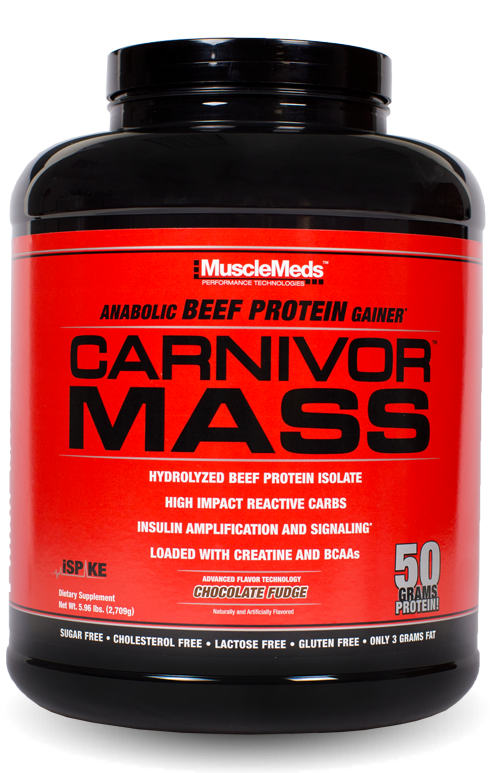 MuscleMeds™
PERFORMANCE TECHNOLOGIES
ANABOLIC BEEF PROTEIN GAINER*
CARNIVOR™
MASS
HYDROLYZED BEEF PROTEIN ISOLATE
HIGH IMPACT REACTIVE CARBS
INSULIN AMPLIFICATION AND SIGNALING*
LOADED WITH CREATINE AND BCAAs
iSPIKE
Dietary Supplement
Net Wt. 5.96 lbs. (2,709g)
ADVANCED FLAVOR TECHNOLOGY
CHOCOLATE FUDGE
Naturally and Artificially Flavored
50
GRAMS
PROTEIN!
SUGAR FREE • CHOLESTEROL FREE • LACTOSE FREE • GLUTEN FREE • ONLY 3 GRAMS FAT